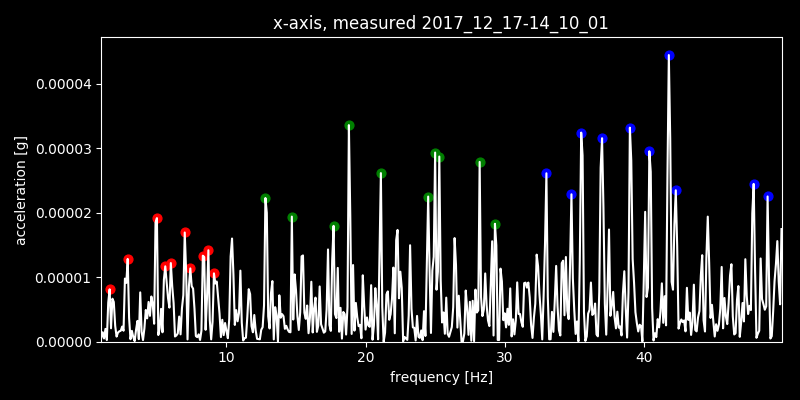 x-axis, measured 2017_12_17-14_10_01
0.00004
0.00003
0.00002
0.00001
0.00000
acceleration [g]
10 20 30 40
frequency [Hz]